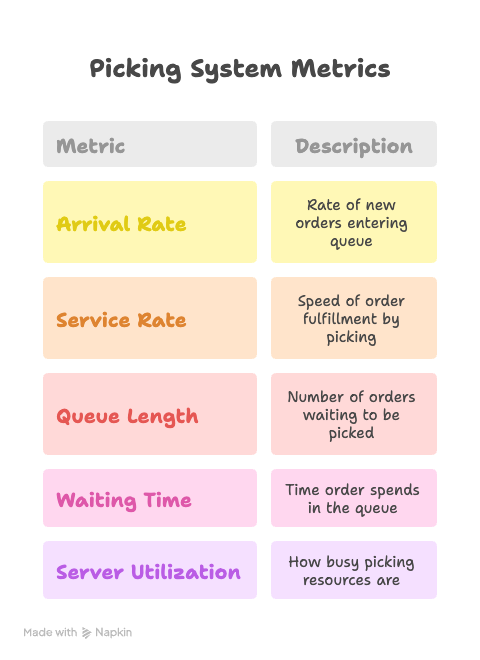 Picking System Metrics
Metric
Description
Arrival Rate
Rate of new
orders entering
queue
Service Rate
Speed of order
fulfillment by
picking
Queue Length
Number of orders
waiting to be
picked
Waiting Time
Time order spends
in the queue
Server Utilization
How busy picking
resources are
Made with Napkin